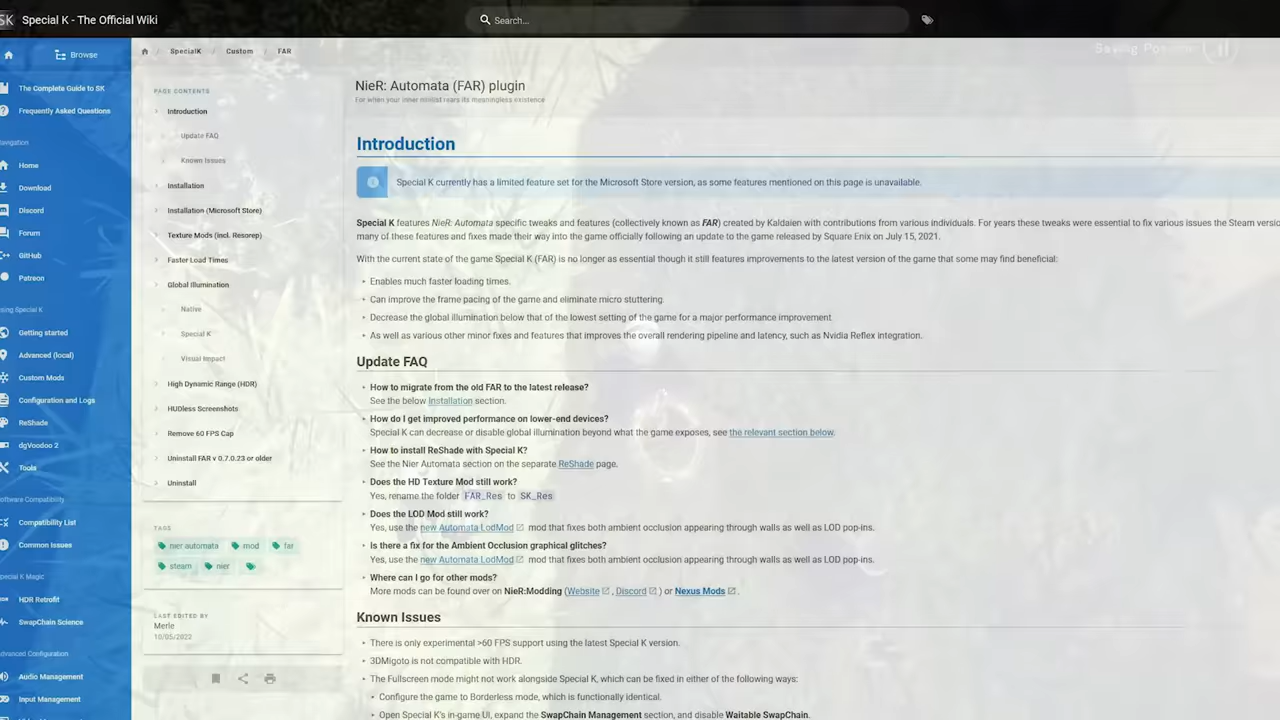 SK Special K - The Official Wiki
Search...
Browse
SpecialK / Custom / FAR
Saving
The Complete Guide to SK
Frequently Asked Questions
avigation
Home
Download
Discord
Forum
GitHub
Patreon
sing Special K
Getting started
Advanced (local)
Custom Mods
Configuration and Logs
ReShade
dgVoodoo 2
Tools
oftware Compatibility
Compatibility List
Common Issues
pecial K Magic
HDR Retrofit
SwapChain Science
dvanced Configuration
Audio Management
Input Management
PAGE CONTENTS
Introduction
Update FAQ
Known Issues
Installation
Installation (Microsoft Store)
Texture Mods (incl. Resorep)
Faster Load Times
Global Illumination
Native
Special K
Visual Impact
High Dynamic Range (HDR)
HUDless Screenshots
Remove 60 FPS Cap
Uninstall FAR v 0.7.0.23 or older
Uninstall
TAGS
nier automata mod far
steam nier
LAST EDITED BY
Merle
10/05/2022
NieR: Automata (FAR) plugin
For when your inner nihilist rears its meaningless existence
Introduction
Special K currently has a limited feature set for the Microsoft Store version, as some features mentioned on this page is unavailable.
Special K features NieR: Automata specific tweaks and features (collectively known as FAR) created by Kaldaien with contributions from various individuals. For years these tweaks were essential to fix various issues the Steam versio
many of these features and fixes made their way into the game officially following an update to the game released by Square Enix on July 15, 2021.
With the current state of the game Special K (FAR) is no longer as essential though it still features improvements to the latest version of the game that some may find beneficial:
• Enables much faster loading times.
• Can improve the frame pacing of the game and eliminate micro stuttering.
• Decrease the global illumination below that of the lowest setting of the game for a major performance improvement
• As well as various other minor fixes and features that improves the overall rendering pipeline and latency, such as Nvidia Reflex integration.
Update FAQ
• How to migrate from the old FAR to the latest release?
See the below Installation section.
• How do I get improved performance on lower-end devices?
Special K can decrease or disable global illumination beyond what the game exposes, see the relevant section below.
• How to install ReShade with Special K?
See the Nier Automata section on the separate ReShade page.
• Does the HD Texture Mod still work?
Yes, rename the folder FAR_Res to SK_Res
• Does the LOD Mod still work?
Yes, use the new Automata LodMod mod that fixes both ambient occlusion appearing through walls as well as LOD pop-ins.
• Is there a fix for the Ambient Occlusion graphical glitches?
Yes, use the new Automata LodMod mod that fixes both ambient occlusion appearing through walls as well as LOD pop-ins.
• Where can I go for other mods?
More mods can be found over on NieR:Modding (Website , Discord ) or Nexus Mods .
Known Issues
• There is only experimental >60 FPS support using the latest Special K version.
• 3DMigoto is not compatible with HDR.
• The Fullscreen mode might not work alongside Special K, which can be fixed in either of the following ways:
• Configure the game to Borderless mode, which is functionally identical.
• Open Special K's in-game UI, expand the SwapChain Management section, and disable Waitable SwapChain.